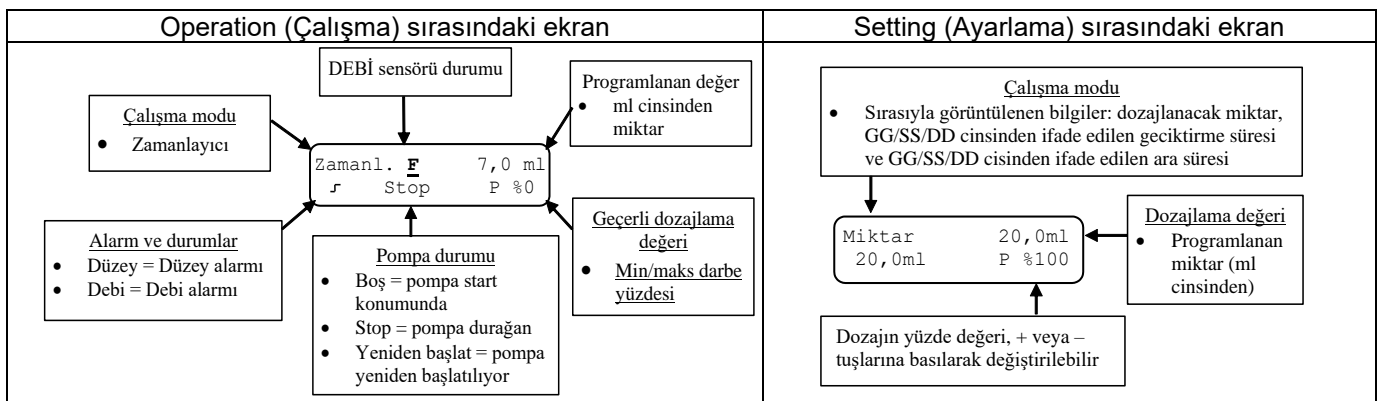 Operation (Çalışma) sırasındaki ekran
Setting (Ayarlama) sırasındaki ekran
DEBİ sensörü durumu
Programlanan değer
• ml cinsinden
miktar
Çalışma modu
• Zamanlayıcı
Zamanl. F 7,0 ml
Stop P %0
Alarm ve durumlar
• Düzey = Düzey alarmı
• Debi = Debi alarmı
Pompa durumu
• Boş = pompa start
konumunda
• Stop = pompa durağan
• Yeniden başlat = pompa
yeniden başlatılıyor
Geçerli dozajlama
değeri
• Min/maks darbe
yüzdesi
Çalışma modu
• Sırasıyla görüntülenen bilgiler: dozajlanacak miktar,
GG/SS/DD cinsinden ifade edilen geciktirme süresi
ve GG/SS/DD cisinden ifade edilen ara süresi
Miktar 20,0ml
20,0ml P %100
Dozajlama değeri
• Programlanan
miktar (ml
cinsinden)
Dozajın yüzde değeri, + veya –
tuşlarına basılarak değiştirilebilir